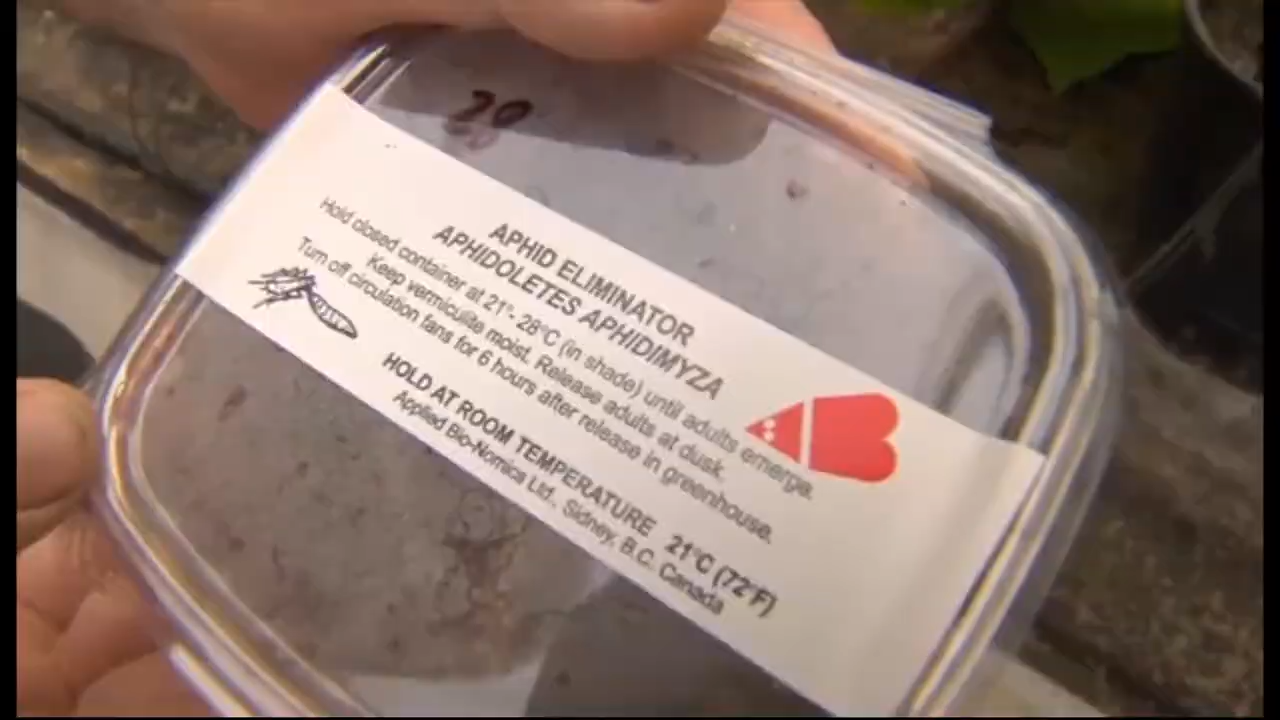 20
APHID ELIMINATOR
APHIDOLETES APHIDIMYZA
Hold closed container at 21°- 28°C (in shade) until adults emerge.
Keep vermiculite moist. Release adults at dusk.
Turn off circulation fans for 6 hours after release in greenhouse.
HOLD AT ROOM TEMPERATURE 21°C (72°F)
Applied Bio-Nomics Ltd., Sidney, B.C. Canada